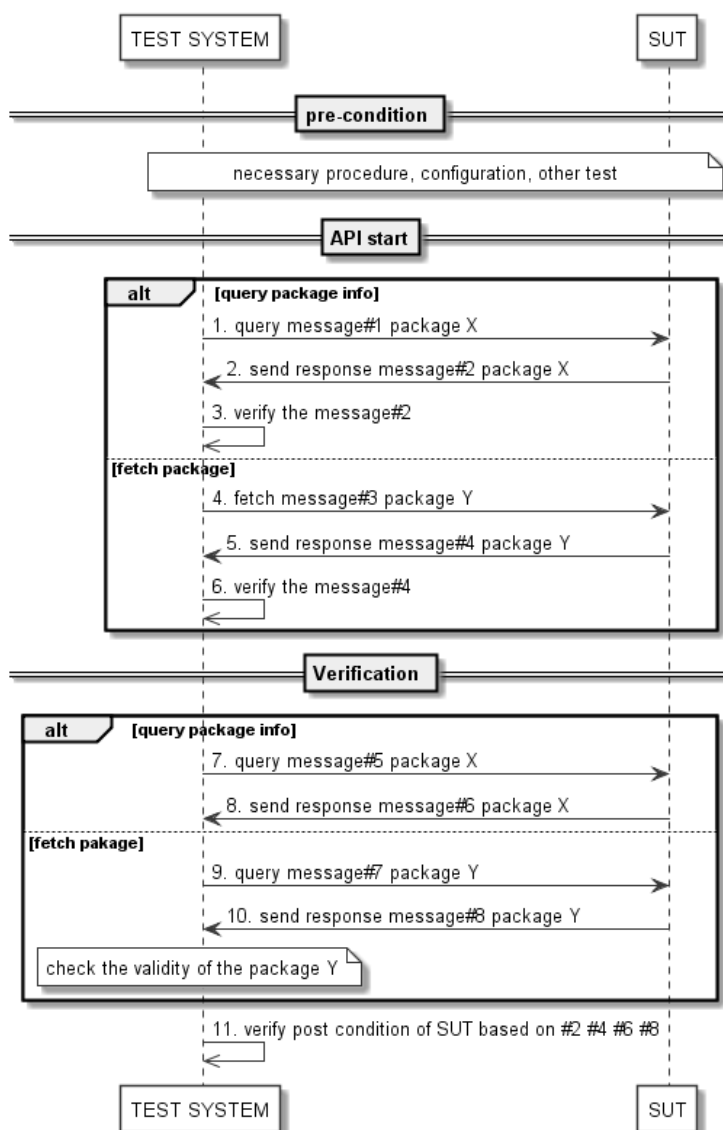 TEST SYSTEM SUT
pre-condition
necessary procedure, configuration, other test
API start
alt [query package info]
1. query message#1 package X
2. send response message#2 package X
3. verify the message#2
[fetch package]
4. fetch message#3 package Y
5. send response message#4 package Y
6. verify the message#4
Verification
alt [query package info]
7. query message#5 package X
8. send response message#6 package X
[fetch pakage]
9. query message#7 package Y
10. send response message#8 package Y
check the validity of the package Y
11. verify post condition of SUT based on #2 #4 #6 #8
TEST SYSTEM SUT